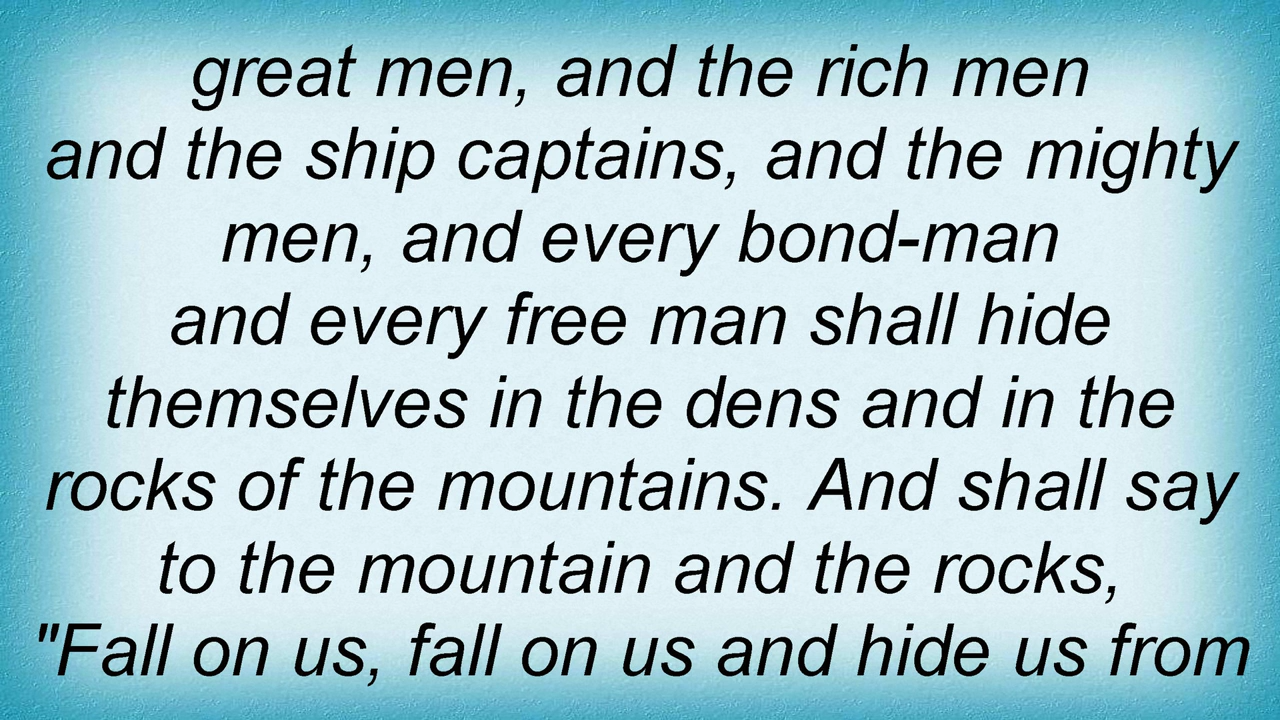 great men, and the rich men
and the ship captains, and the mighty
men, and every bond-man
and every free man shall hide
themselves in the dens and in the
rocks of the mountains. And shall say
to the mountain and the rocks,
"Fall on us, fall on us and hide us from